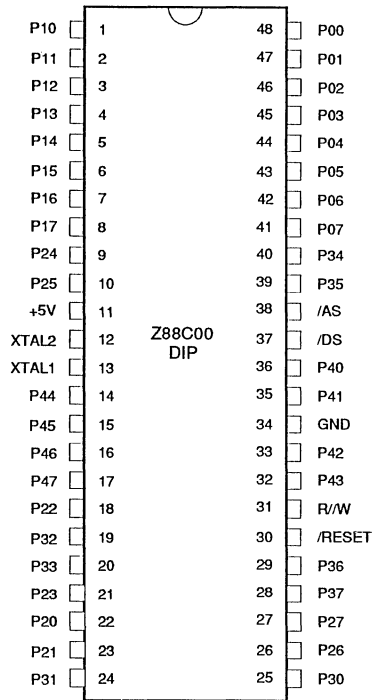 P10 1 48 P00
P11 2 47 P01
P12 3 46 P02
P13 4 45 P03
P14 5 44 P04
P15 6 43 P05
P16 7 42 P06
P17 8 41 P07
P24 9 40 P34
P25 10 39 P35
+5V 11 38 /AS
XTAL2 12 Z88C00 37 /DS
DIP
XTAL1 13 36 P40
P44 14 35 P41
P45 15 34 GND
P46 16 33 P42
P47 17 32 P43
P22 18 31 R//W
P32 19 30 /RESET
P33 20 29 P36
P23 21 28 P37
P20 22 27 P27
P21 23 26 P26
P31 24 25 P30